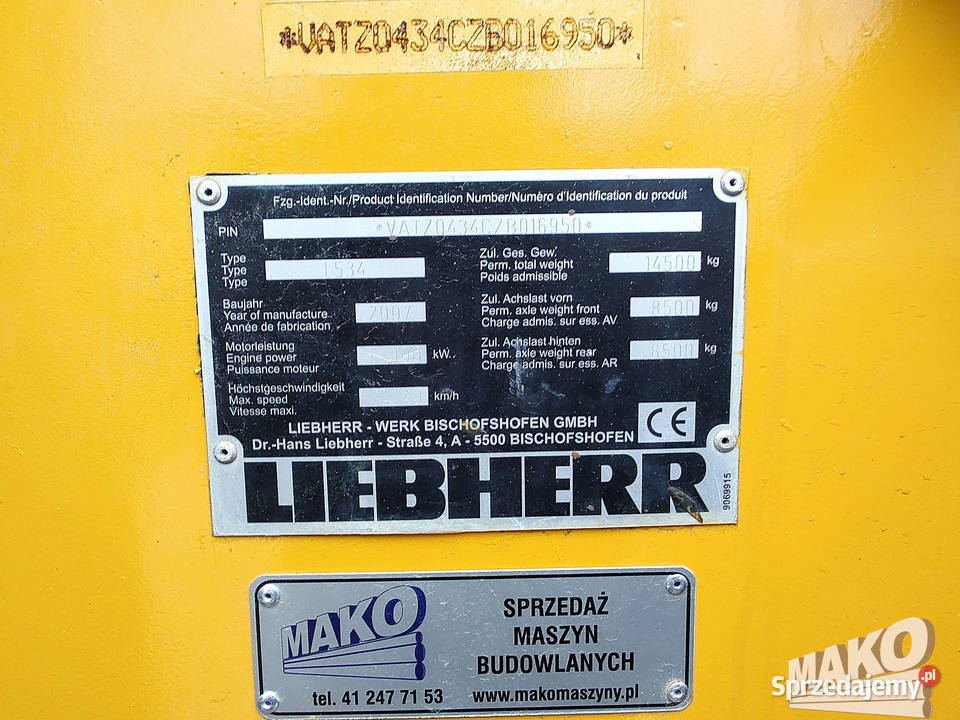 *VATZ0434CZB016950*
Fzg.-Ident.-Nr./Product Identification Number/Numéro d'Identification du produit
PIN *VATZ0434CZB016950*
Type
Type
Type
L534
Baujahr
Year of manufacture
Année de fabrication
2007
Motorleistung
Engine power
Puissance moteur
kW
Höchstgeschwindigkeit
Max. speed
Vitesse maxi.
km/h
Zul. Ges. Gew.
Perm. total weight
Poids admissible
14500 kg
Zul. Achslast vorn
Perm. axle weight front
Charge admis. sur ess. AV
8500 kg
Zul. Achslast hinten
Perm. axle weight rear
Charge admis. sur ess. AR
8500 kg
LIEBHERR - WERK BISCHOFSHOFEN GMBH
Dr.-Hans Liebherr - Straße 4, A - 5500 BISCHOFSHOFEN
CE
LIEBHERR
9069915
MAKO
SPRZEDAŻ
MASZYN
BUDOWLANYCH
tel. 41 247 71 53 www.makomaszyny.pl
MAKO
Sprzedajemy.pl